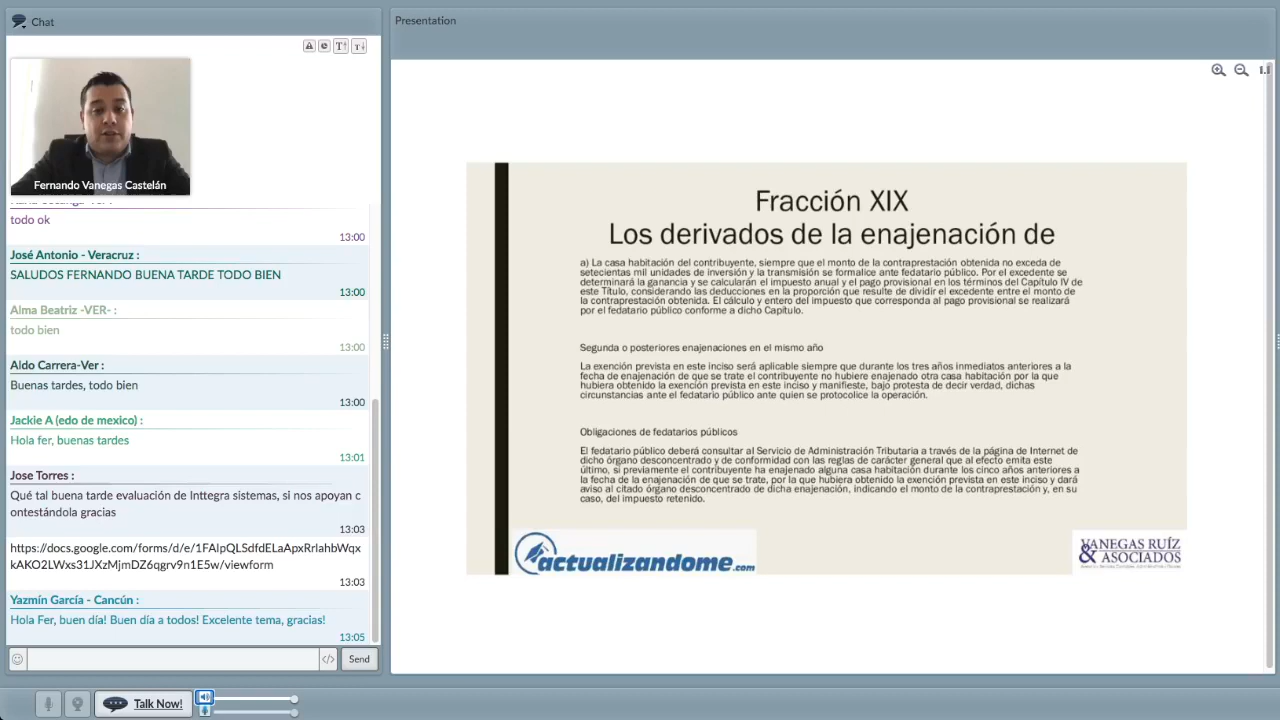 Chat
Fernando Vanegas Castelán
todo ok
13:00
José Antonio - Veracruz :
SALUDOS FERNANDO BUENA TARDE TODO BIEN
13:00
Alma Beatriz -VER- :
todo bien
13:00
Aldo Carrera-Ver :
Buenas tardes, todo bien
13:00
Jackie A (edo de mexico) :
Hola fer, buenas tardes
13:01
Jose Torres :
Qué tal buena tarde evaluación de Inttegra sistemas, si nos apoyan c
ontestándola gracias
13:03
https://docs.google.com/forms/d/e/1FAIpQLSdfdELaApxRrlahbWqx
kAKO2LWxs31JXzMjmDZ6qgrv9n1E5w/viewform
13:03
Yazmín García - Cancún :
Hola Fer, buen día! Buen día a todos! Excelente tema, gracias!
13:05
Send
Talk Now!
Presentation
Fracción XIX
Los derivados de la enajenación de
a) La casa habitación del contribuyente, siempre que el monto de la contraprestación obtenida no exceda de
setecientas mil unidades de inversión y la transmisión se formalice ante fedatario público. Por el excedente se
determinará la ganancia y se calcularán el impuesto anual y el pago provisional en los términos del Capítulo IV de
este Título, considerando las deducciones en la proporción que resulte de dividir el excedente entre el monto de
la contraprestación obtenida. El cálculo y entero del impuesto que corresponda al pago provisional se realizará
por el fedatario público conforme a dicho Capítulo.
Segunda o posteriores enajenaciones en el mismo año
La exención prevista en este inciso será aplicable siempre que durante los tres años inmediatos anteriores a la
fecha de enajenación de que se trate el contribuyente no hubiere enajenado otra casa habitación por la que
hubiera obtenido la exención prevista en este inciso y manifieste, bajo protesta de decir verdad, dichas
circunstancias ante el fedatario público ante quien se protocolice la operación.
Obligaciones de fedatarios públicos
El fedatario público deberá consultar al Servicio de Administración Tributaria a través de la página de Internet de
dicho órgano desconcentrado y de conformidad con las reglas de carácter general que al efecto emita este
último, si previamente el contribuyente ha enajenado alguna casa habitación durante los cinco años anteriores a
la fecha de la enajenación de que se trate, por la que hubiera obtenido la exención prevista en este inciso y dará
aviso al citado órgano desconcentrado de dicha enajenación, indicando el monto de la contraprestación y, en su
caso, del impuesto retenido.
actualizandome.com
VANEGAS RUÍZ
& ASOCIADOS